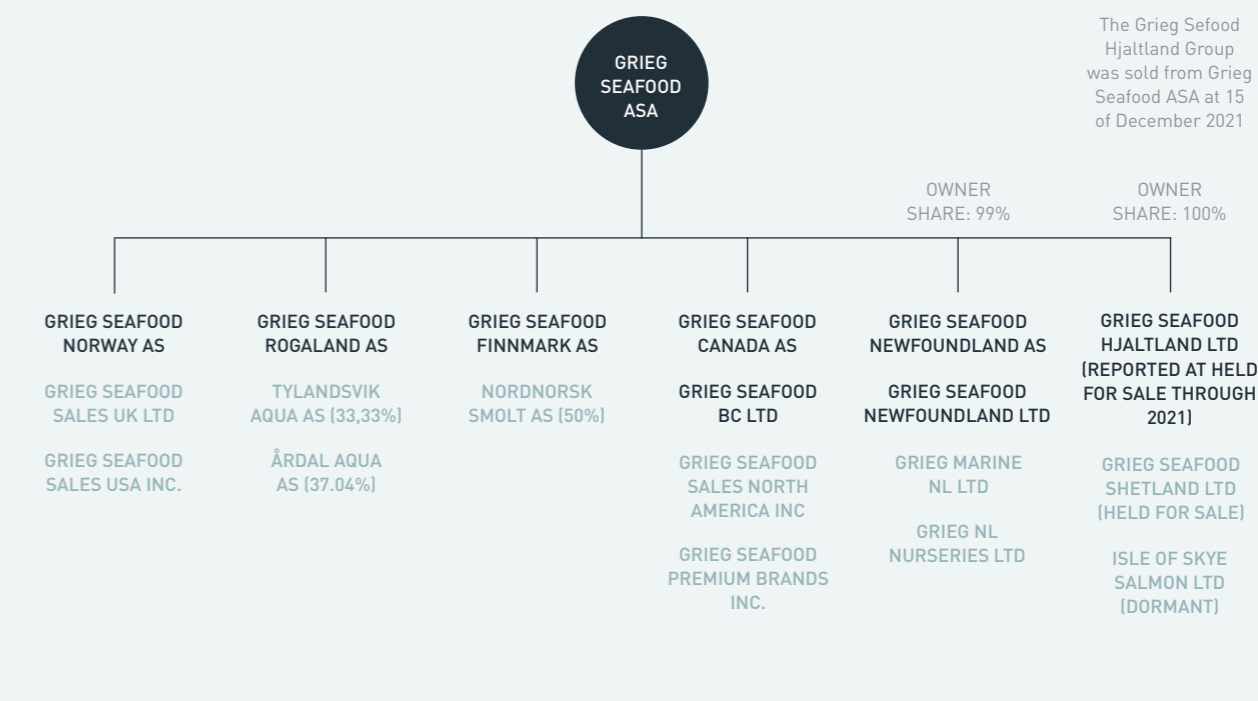 GRIEG
SEAFOOD
ASA
The Grieg Sefood
Hjaltland Group
was sold from Grieg
Seafood ASA at 15
of December 2021
OWNER
SHARE: 99%
OWNER
SHARE: 100%
GRIEG SEAFOOD
NORWAY AS
GRIEG SEAFOOD
SALES UK LTD
GRIEG SEAFOOD
SALES USA INC.
GRIEG SEAFOOD
ROGALAND AS
TYLANDSVIK
AQUA AS (33,33%)
ÅRDAL AQUA
AS (37.04%)
GRIEG SEAFOOD
FINNMARK AS
NORDNORSK
SMOLT AS (50%)
GRIEG SEAFOOD
CANADA AS
GRIEG SEAFOOD
BC LTD
GRIEG SEAFOOD
SALES NORTH
AMERICA INC
GRIEG SEAFOOD
PREMIUM BRANDS
INC.
GRIEG SEAFOOD
NEWFOUNDLAND AS
GRIEG SEAFOOD
NEWFOUNDLAND LTD
GRIEG MARINE
NL LTD
GRIEG NL
NURSERIES LTD
GRIEG SEAFOOD
HJALTLAND LTD
(REPORTED AT HELD
FOR SALE THROUGH
2021)
GRIEG SEAFOOD
SHETLAND LTD
(HELD FOR SALE)
ISLE OF SKYE
SALMON LTD
(DORMANT)